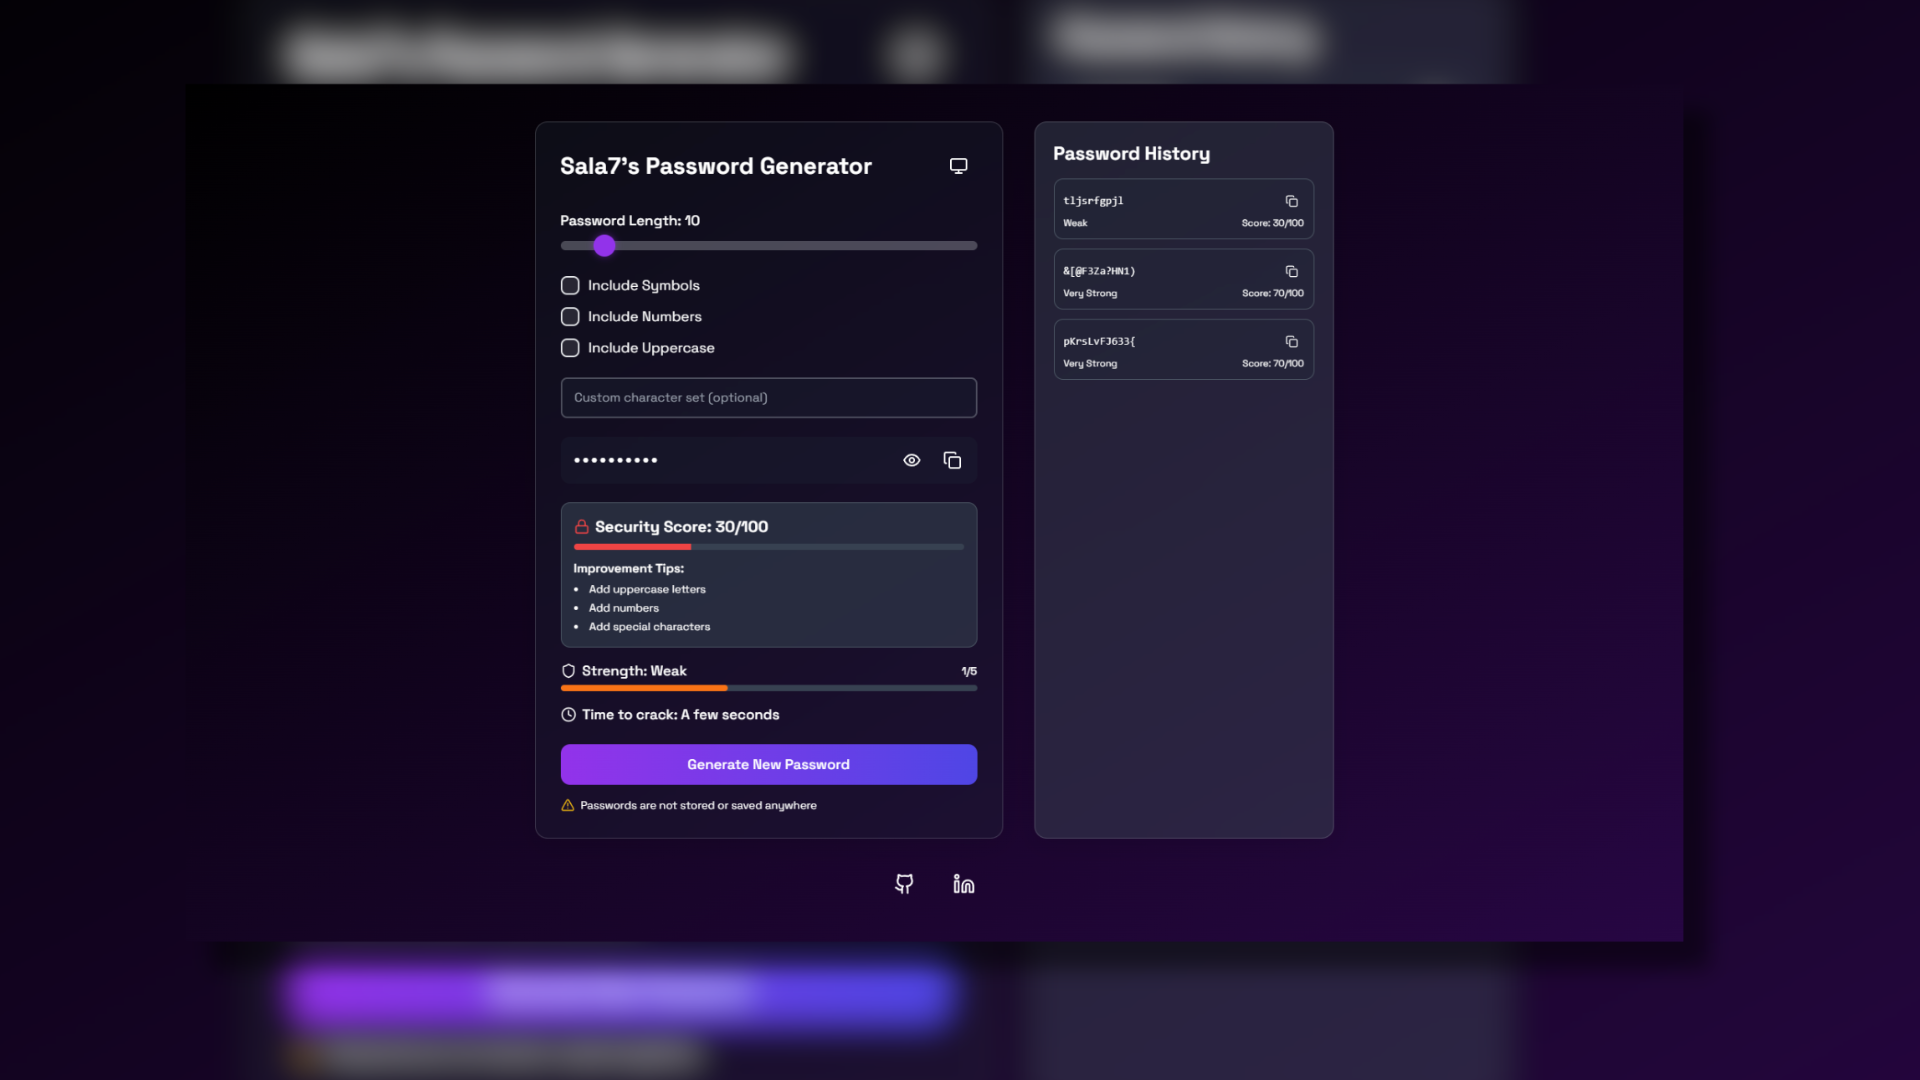 Sala7's Password Generator
Password Length: 10
Include Symbols
Include Numbers
Include Uppercase
Custom character set (optional)
••••••••••
Security Score: 30/100
Improvement Tips:
• Add uppercase letters
• Add numbers
• Add special characters
Strength: Weak 1/5
Time to crack: A few seconds
Generate New Password
Passwords are not stored or saved anywhere
Password History
tljsrfgpjl
Weak Score: 30/100
&[@F3Za?HN1)
Very Strong Score: 70/100
pKrsLvFJ633{
Very Strong Score: 70/100